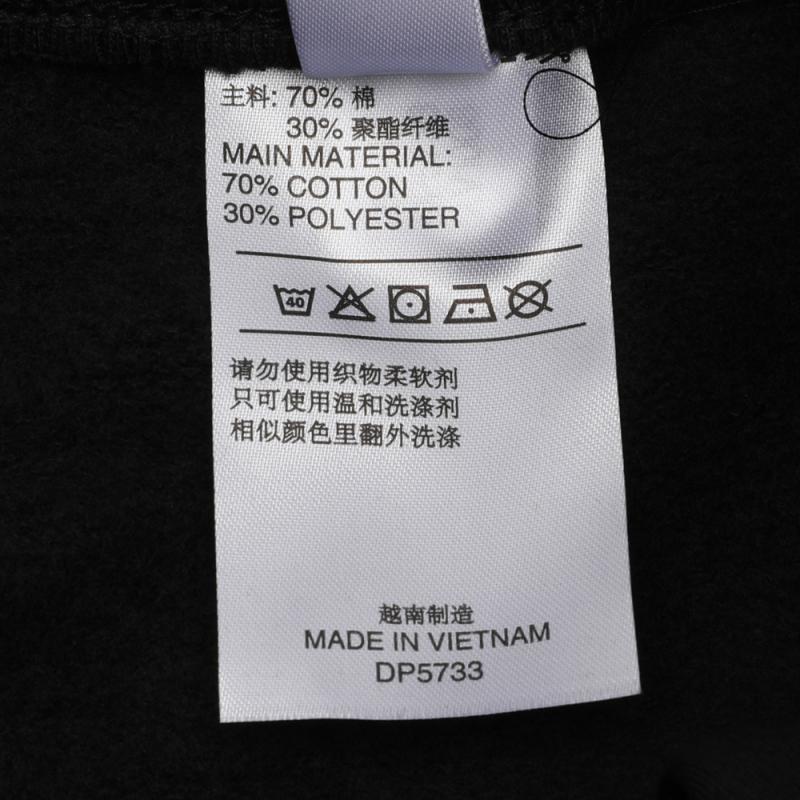 主料: 70% 棉
30% 聚酯纤维
MAIN MATERIAL:
70% COTTON
30% POLYESTER
40
请勿使用织物柔软剂
只可使用温和洗涤剂
相似颜色里翻外洗涤
越南制造
MADE IN VIETNAM
DP5733